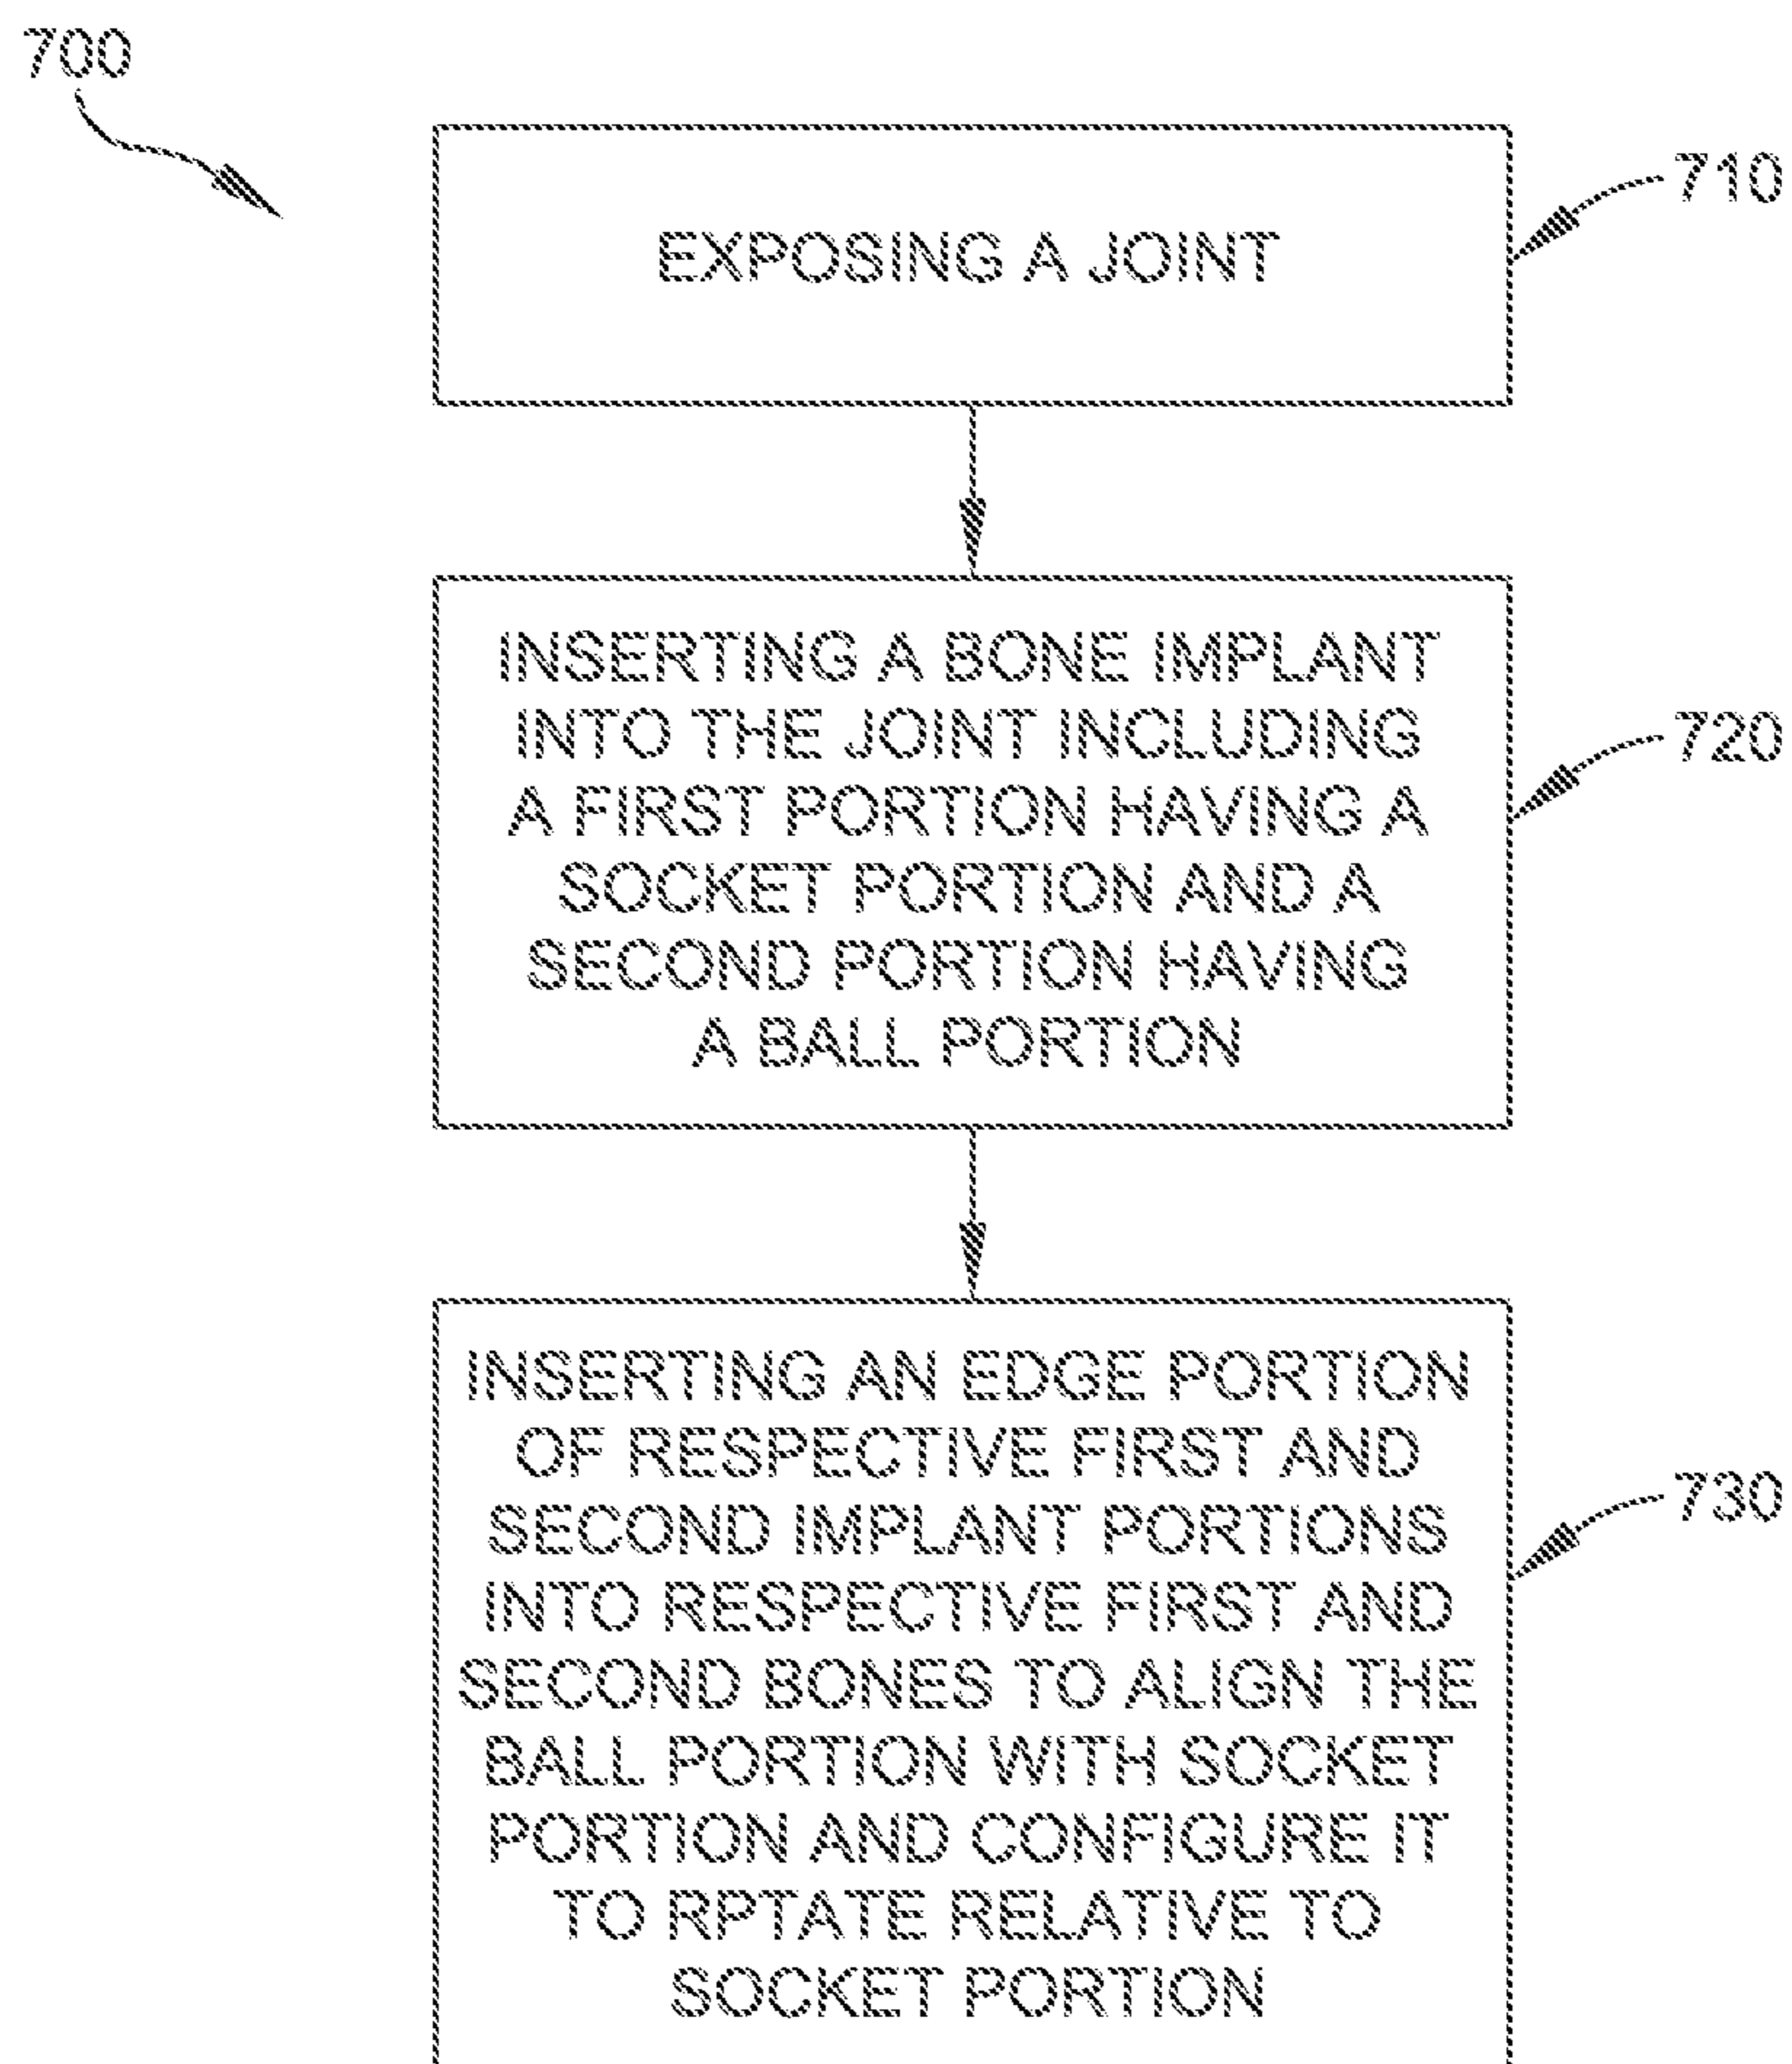 700
710
EXPOSING A JOINT
INSERTING A BONE IMPLANT
INTO THE JOINT INCLUDING
720
A FIRST PORTION HAVING A
SOCKET PORTION AND A
SECOND PORTION HAVING
A BALL PORTION
INSERTING AN EDGE PORTION
OF RESPECTIVE FIRST AND
730
SECOND IMPLANT PORTIONS
INTO RESPECTIVE FIRST AND
SECOND BONES TO ALIGN THE
BALL PORTION WITH SOCKET
PORTION AND CONFIGURE IT
TO RPTATE RELATIVE TO
SOCKET PORTION